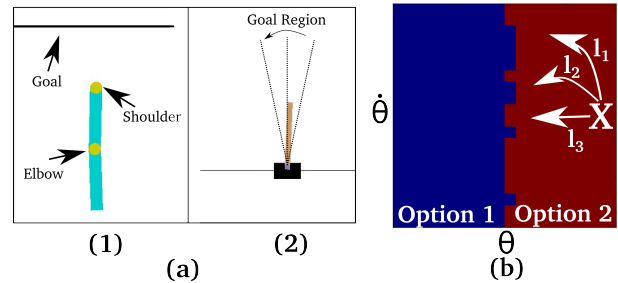 Goal
Shoulder
Elbow
(1)
Goal Region
(2)
(a)
θ̇
l₁
l₂
X
l₃
Option 1
Option 2
θ
(b)